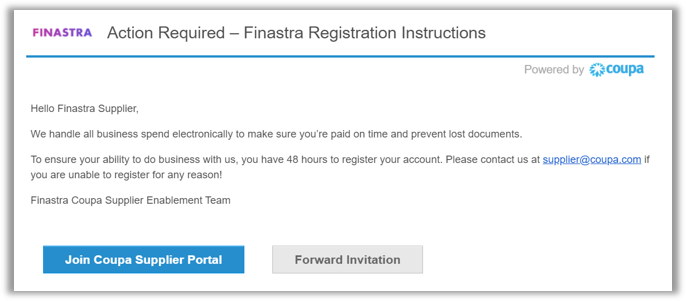 FINASTRA Action Required – Finastra Registration Instructions
Powered by coupa
Hello Finastra Supplier,
We handle all business spend electronically to make sure you're paid on time and prevent lost documents.
To ensure your ability to do business with us, you have 48 hours to register your account. Please contact us at supplier@coupa.com if
you are unable to register for any reason!
Finastra Coupa Supplier Enablement Team
Join Coupa Supplier Portal Forward Invitation